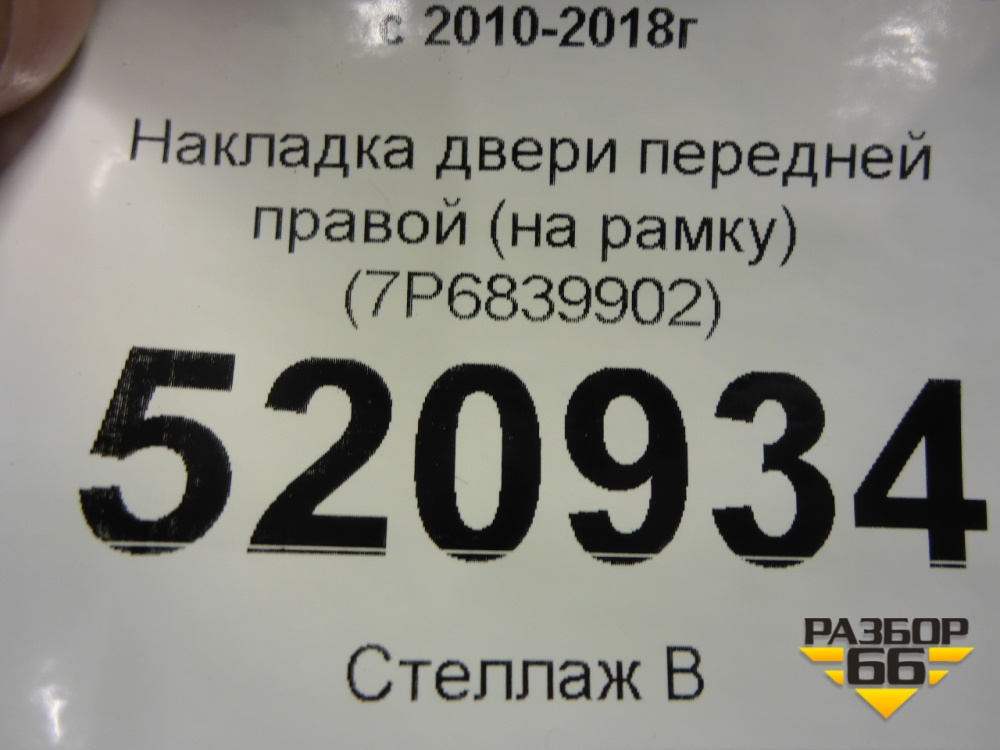 с 2010-2018г
Накладка двери передней
правой (на рамку)
(7P6839902)
520934
Стеллаж В
РАЗБОР
66